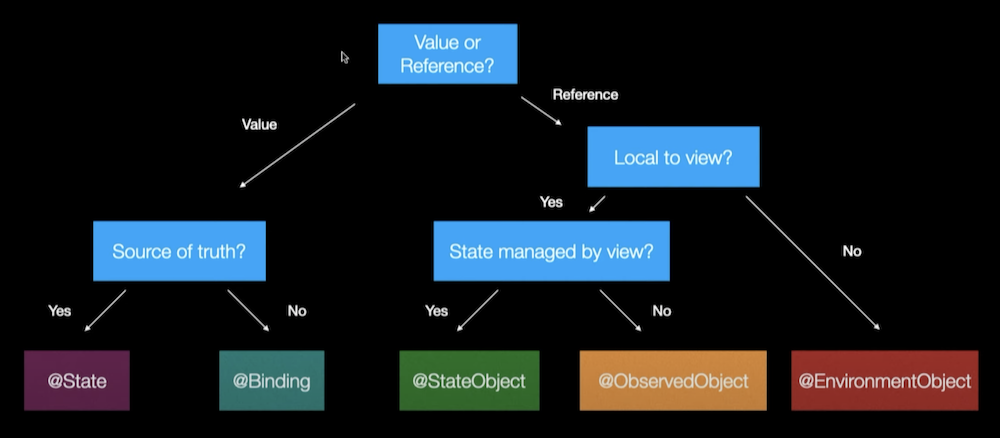 Value or
Reference?
Reference
Value
Local to view?
Yes
Source of truth?
State managed by view?
No
Yes
No
Yes
No
@State
@Binding
@StateObject
@ObservedObject
@EnvironmentObject